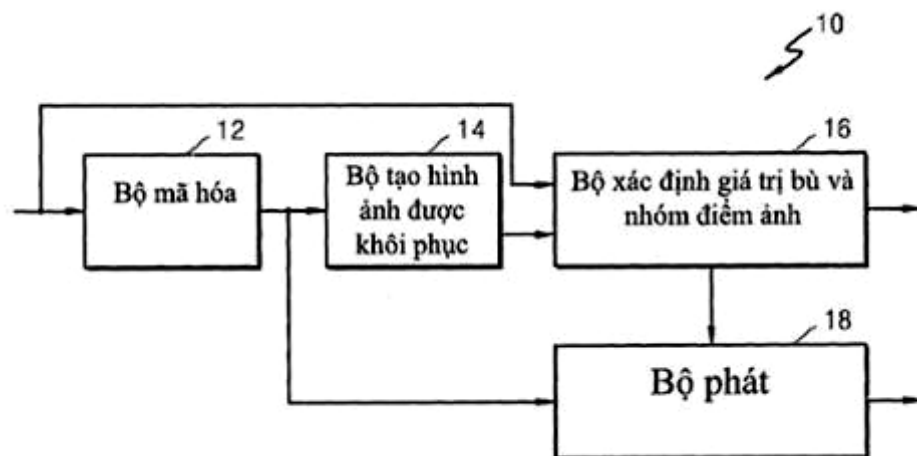 10
12
Bộ mã hóa
14
Bộ tạo hình
ảnh được
khôi phục
16
Bộ xác định giá trị bù và
nhóm điểm ảnh
18
Bộ phát